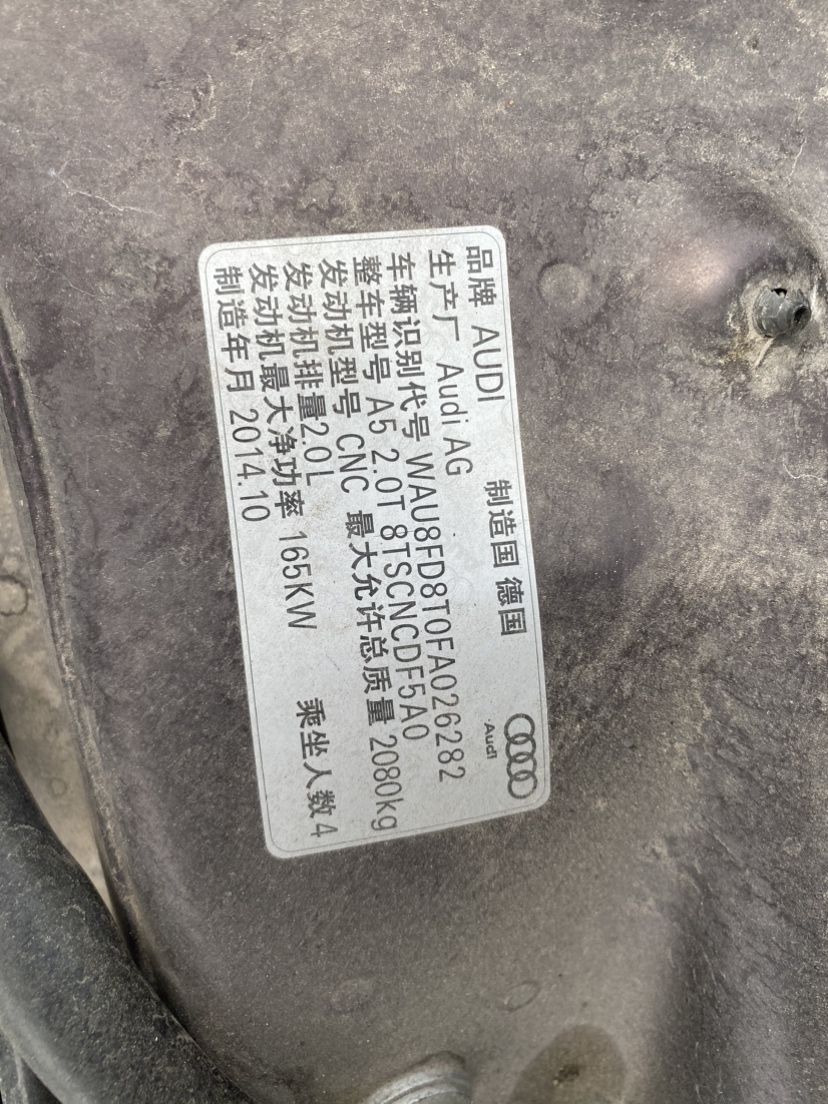 品牌 AUDI 制造国 德国
生产厂 Audi AG
Audi
车辆识别代号 WAU8FD8T0FA026282
整车型号 A5 2.0T 8TSCNCDF5A0
发动机型号 CNC 最大允许总质量 2080kg
发动机排量2.0L
发动机最大净功率 165KW 乘坐人数4
制造年月 2014.10